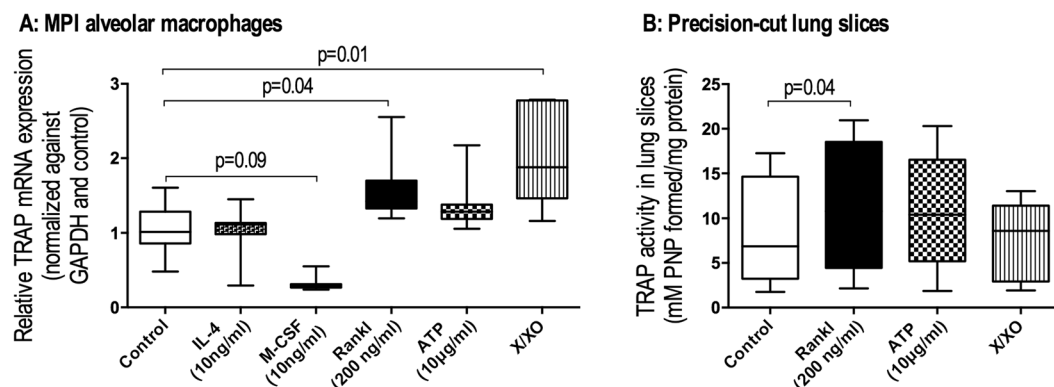 A: MPI alveolar macrophages
Relative TRAP mRNA expression
(normalized against
GAPDH and control)
3
2
1
0
p=0.01
p=0.04
p=0.09
Control
IL-4
(10ng/ml)
M-CSF
(10ng/ml)
Rankl
(200 ng/ml)
ATP
(10µg/ml)
X/XO
B: Precision-cut lung slices
TRAP activity in lung slices
(mM PNP formed/mg protein)
25
20
15
10
5
0
p=0.04
Control
Rankl
(200 ng/ml)
ATP
(10µg/ml)
X/XO